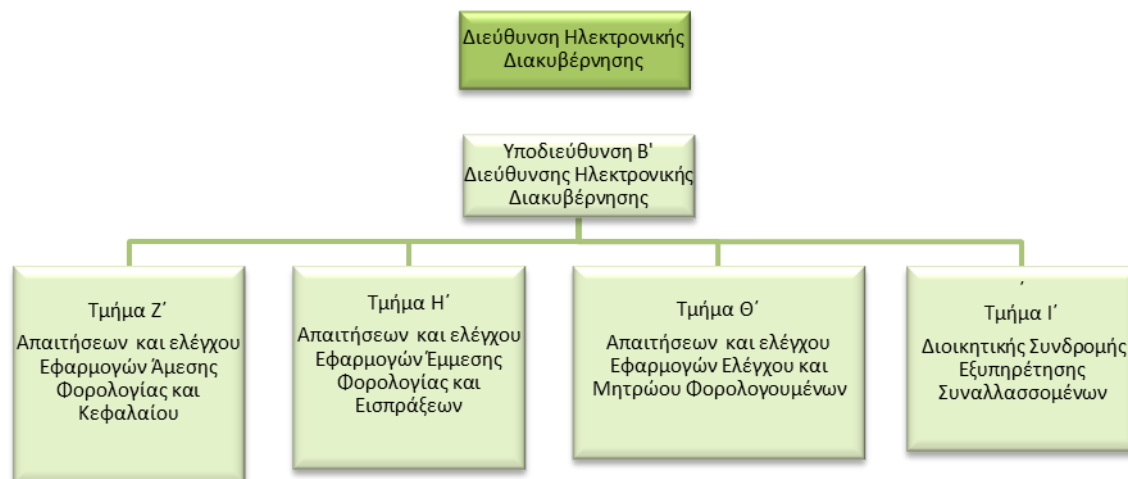 Διεύθυνση Ηλεκτρονικής
Διακυβέρνησης
Υποδιεύθυνση Β'
Διεύθυνσης Ηλεκτρονικής
Διακυβέρνησης
Τμήμα Ζ΄
Απαιτήσεων και ελέγχου
Εφαρμογών Άμεσης
Φορολογίας και
Κεφαλαίου
Τμήμα Η΄
Απαιτήσεων και ελέγχου
Εφαρμογών Έμμεσης
Φορολογίας και
Εισπράξεων
Τμήμα Θ΄
Απαιτήσεων και ελέγχου
Εφαρμογών Ελέγχου και
Μητρώου Φορολογουμένων
΄
Τμήμα Ι΄
Διοικητικής Συνδρομής
Εξυπηρέτησης
Συναλλασσομένων